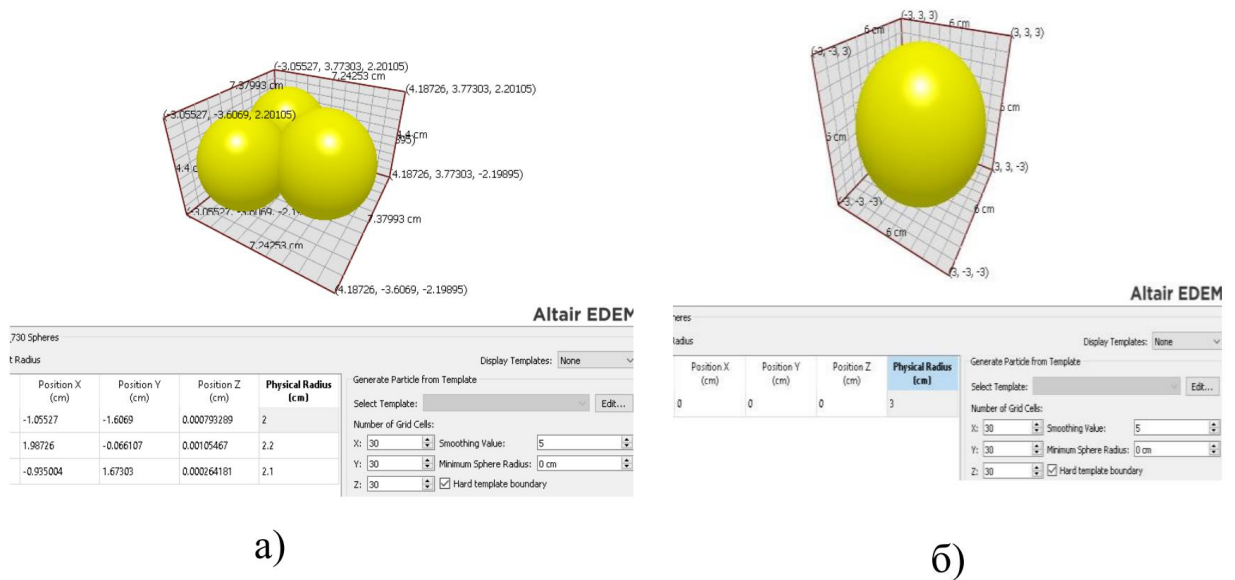 (-3.05527, 3.77303, 2.20105)
7.24253 cm
7.37993 cm
(4.18726, 3.77303, 2.20105)
(-3.05527, -3.6069, 2.20105)
4.4 cm
(4.18726, 3.77303, -2.19895)
7.37993 cm
7.24253 cm
(4.18726, -3.6069, -2.19895)
Altair EDEM
730 Spheres
t Radius
Display Templates: None
Position X (cm) Position Y (cm) Position Z (cm) Physical Radius (cm)
-1.05527 -1.6069 0.000793289 2
1.98726 -0.066107 0.00105467 2.2
-0.935004 1.67303 0.000264181 2.1
Generate Particle from Template
Select Template: Edit...
Number of Grid Cells:
X: 30 Smoothing Value: 5
Y: 30 Minimum Sphere Radius: 0 cm
Z: 30 Hard template boundary
а)
(-3, 3, 3)
6 cm
6 cm
(3, 3, 3)
(-3, -3, 3)
6 cm
6 cm
(3, 3, -3)
(-3, -3, -3)
6 cm
6 cm
(3, -3, -3)
Altair EDEM
heres
Radius
Display Templates: None
Position X (cm) Position Y (cm) Position Z (cm) Physical Radius (cm)
0 0 0 3
Generate Particle from Template
Select Template: Edit...
Number of Grid Cells:
X: 30 Smoothing Value: 5
Y: 30 Minimum Sphere Radius: 0 cm
Z: 30 Hard template boundary
б)